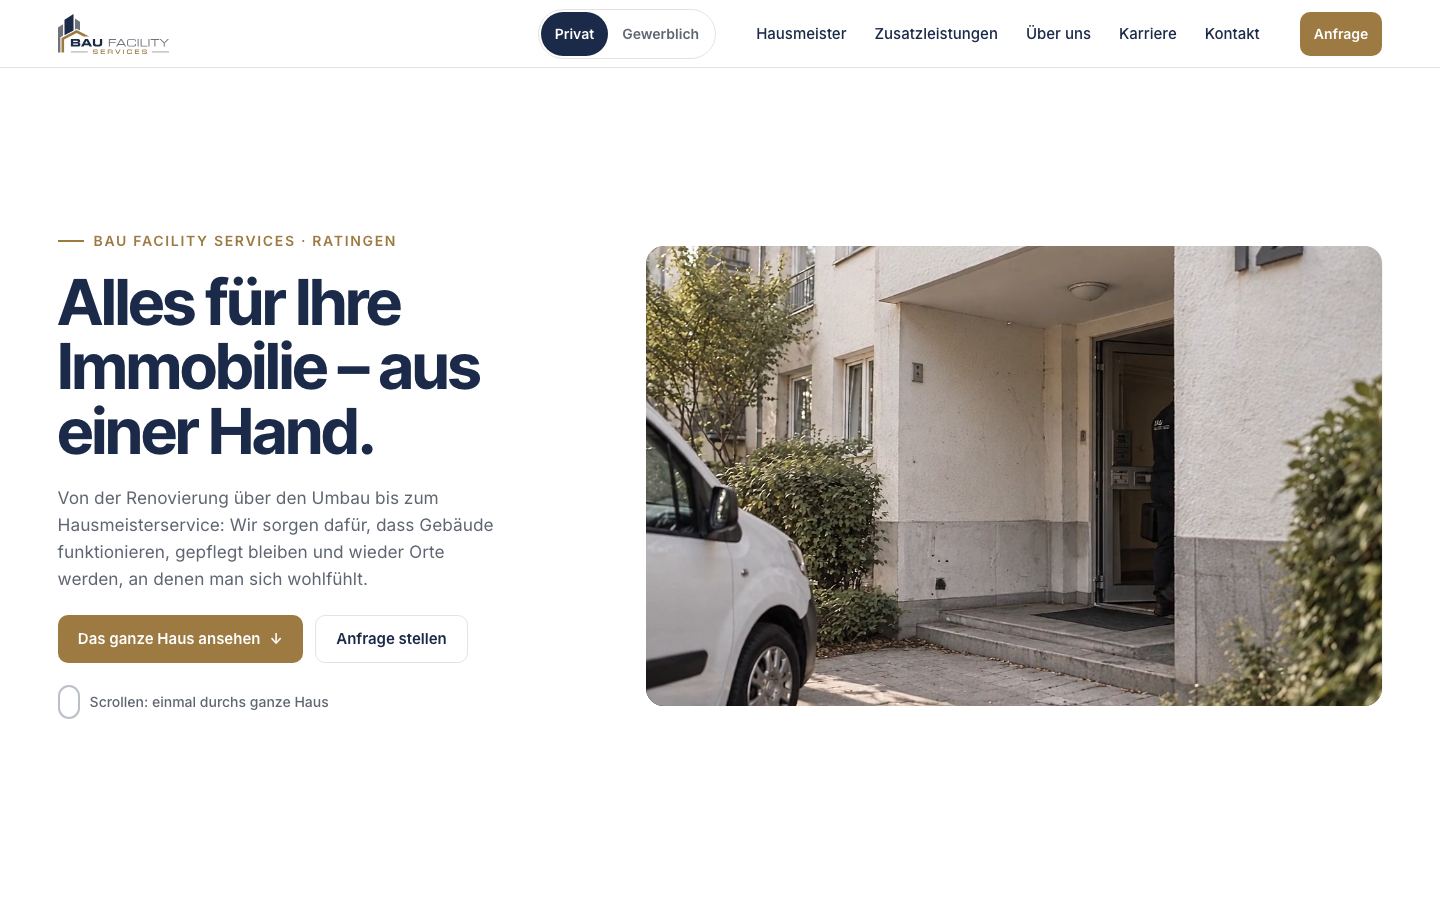 BAU FACILITY
SERVICES
Privat
Gewerblich
Hausmeister
Zusatzleistungen
Über uns
Karriere
Kontakt
Anfrage
BAU FACILITY SERVICES · RATINGEN
Alles für Ihre
Immobilie – aus
einer Hand.
Von der Renovierung über den Umbau bis zum
Hausmeisterservice: Wir sorgen dafür, dass Gebäude
funktionieren, gepflegt bleiben und wieder Orte
werden, an denen man sich wohlfühlt.
Das ganze Haus ansehen ↓
Anfrage stellen
Scrollen: einmal durchs ganze Haus